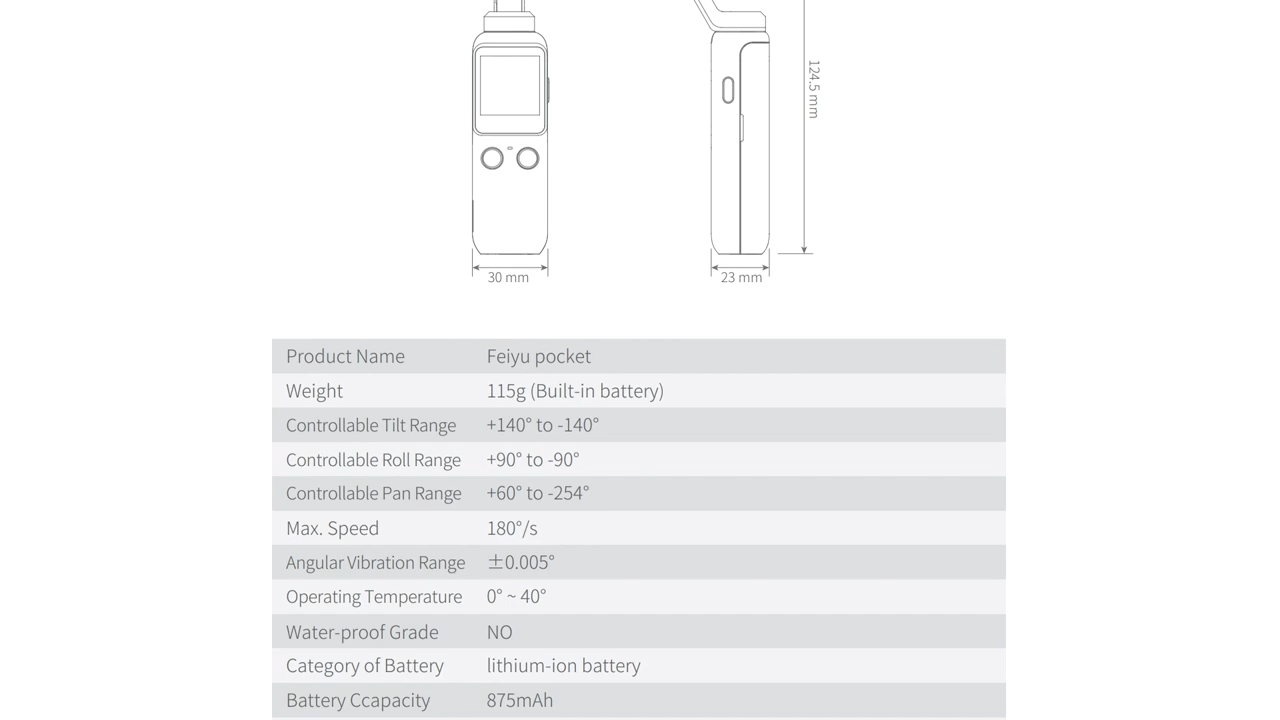 124.5 mm
30 mm
23 mm
Product Name Feiyu pocket
Weight 115g (Built-in battery)
Controllable Tilt Range +140° to -140°
Controllable Roll Range +90° to -90°
Controllable Pan Range +60° to -254°
Max. Speed 180°/s
Angular Vibration Range ±0.005°
Operating Temperature 0° ~ 40°
Water-proof Grade NO
Category of Battery lithium-ion battery
Battery Ccapacity 875mAh